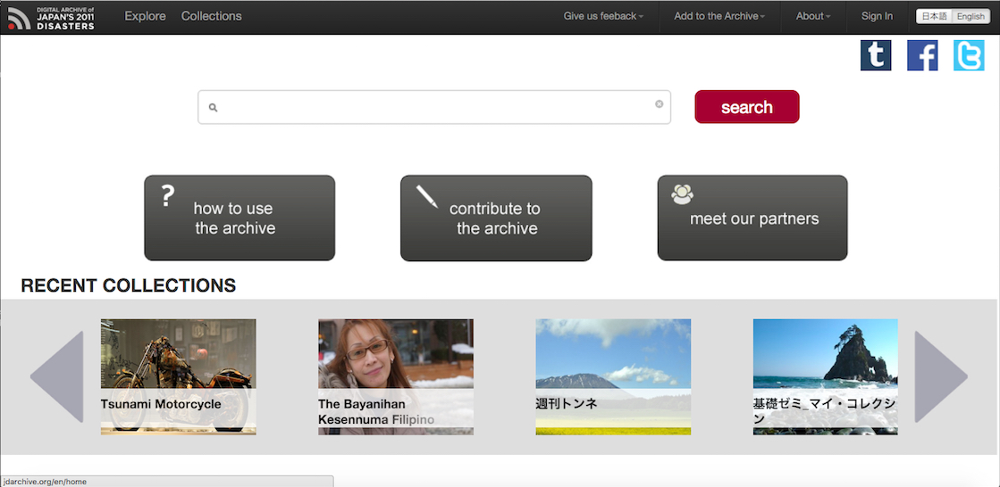 DIGITAL ARCHIVE of
JAPAN'S 2011
DISASTERS
Explore Collections
Give us feeback Add to the Archive About Sign In 日本語 English
search
how to use
the archive
contribute to
the archive
meet our partners
RECENT COLLECTIONS
Tsunami Motorcycle
The Bayanihan
Kesennuma Filipino
週刊トンネ
基礎ゼミ_マイ・コレクシ
ョン
jdarchive.org/en/home